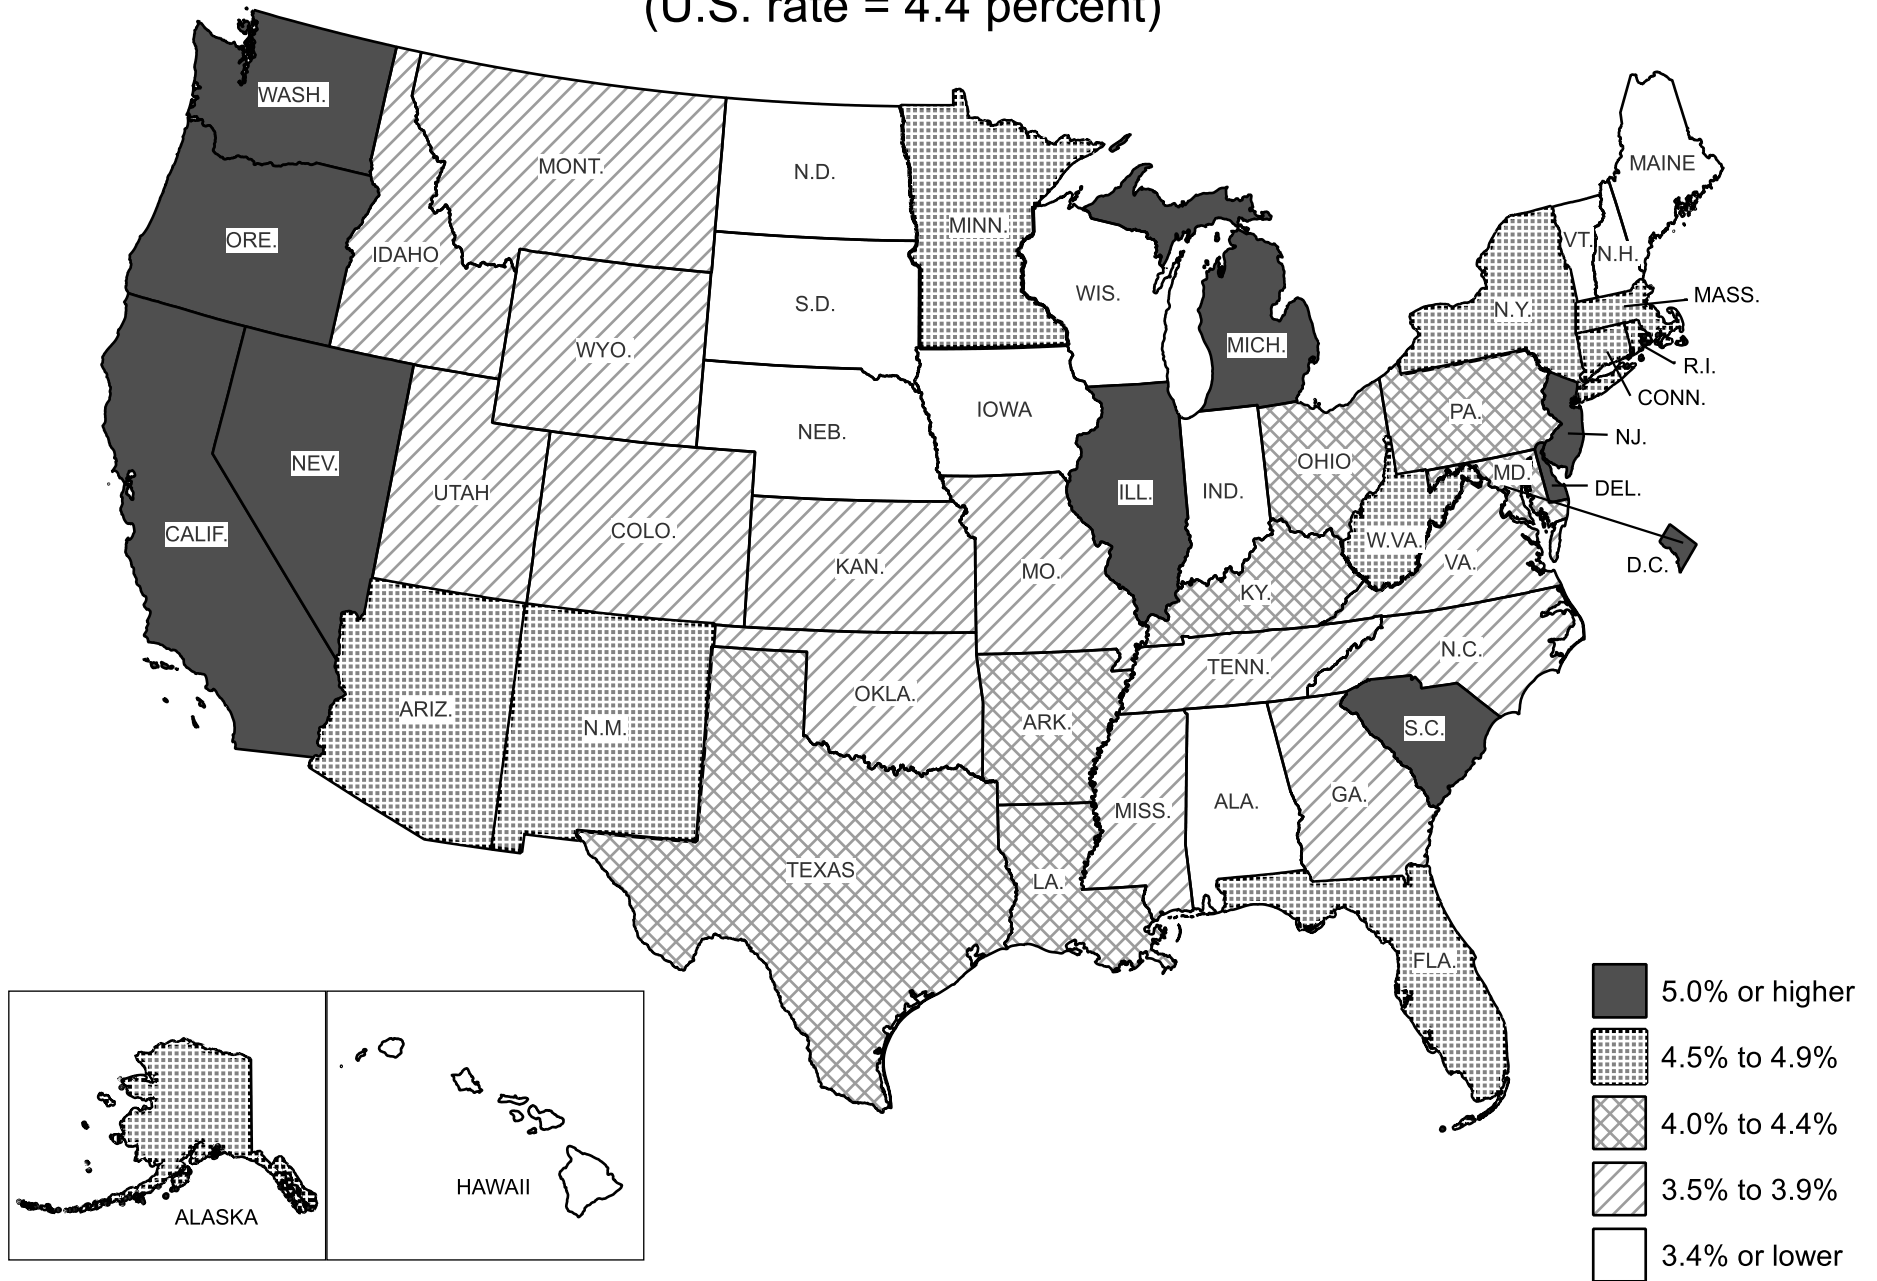 (U.S. rate = 4.4 percent)
WASH.
MONT.
N.D.
MINN.
MAINE
ORE.
IDAHO
VT.
N.H.
S.D.
WIS.
N.Y.
MASS.
WYO.
MICH.
R.I.
CONN.
IOWA
PA.
NEB.
NJ.
NEV.
UTAH
ILL.
IND.
OHIO
MD.
DEL.
CALIF.
COLO.
KAN.
MO.
W.VA.
VA.
D.C.
KY.
N.C.
TENN.
OKLA.
ARIZ.
N.M.
ARK.
S.C.
MISS.
ALA.
GA.
TEXAS
LA.
FLA.
ALASKA
HAWAII
5.0% or higher
4.5% to 4.9%
4.0% to 4.4%
3.5% to 3.9%
3.4% or lower